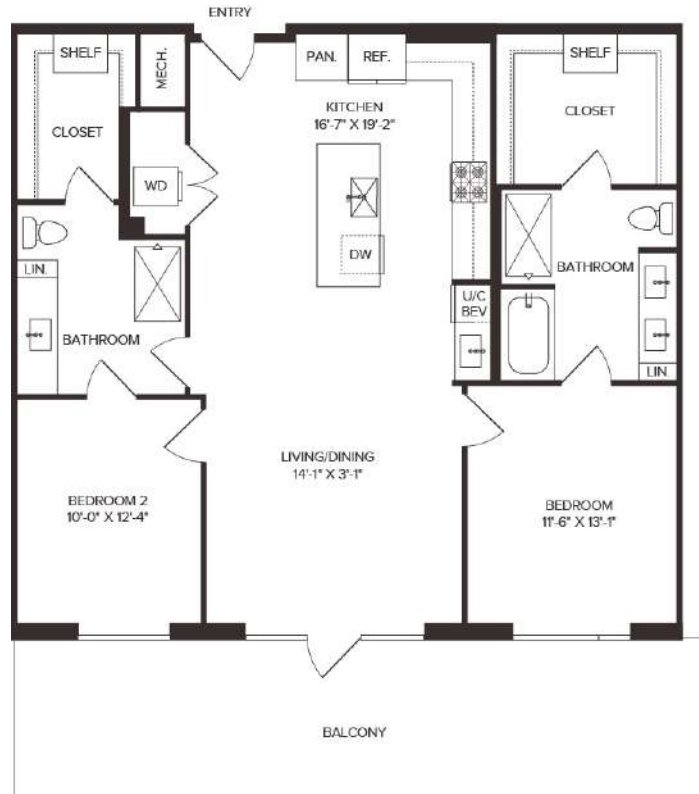 ENTRY
SHELF
MECH.
PAN.
REF.
SHELF
KITCHEN
16'-7" X 19'-2"
CLOSET
CLOSET
WD
DW
LIN.
BATHROOM
U/C
BEV
BATHROOM
LIN.
LIVING/DINING
14'-1" X 3'-1"
BEDROOM 2
10'-0" X 12'-4"
BEDROOM
11'-6" X 13'-1"
BALCONY